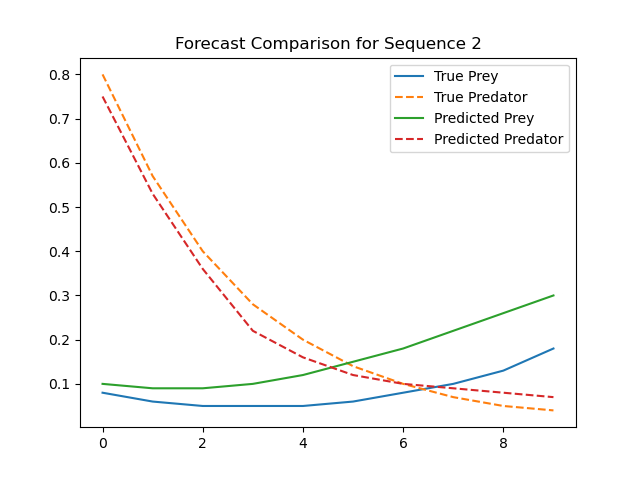 Forecast Comparison for Sequence 2
True Prey
True Predator
Predicted Prey
Predicted Predator
0.8
0.7
0.6
0.5
0.4
0.3
0.2
0.1
0 2 4 6 8